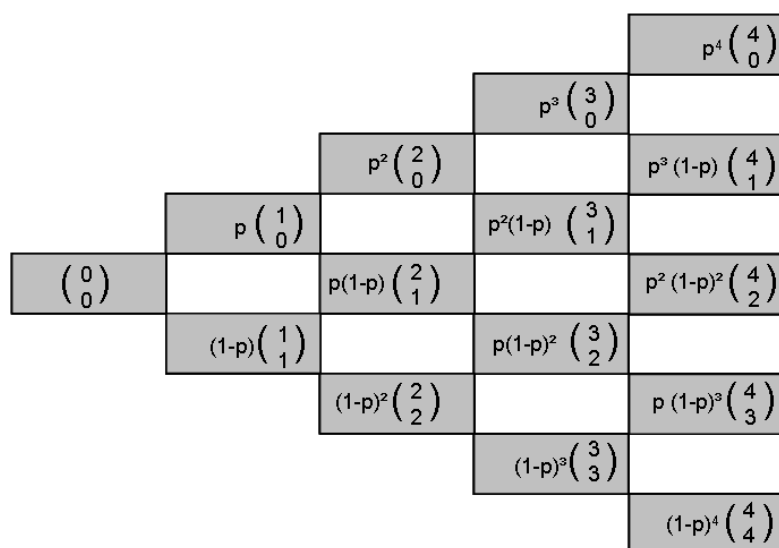 p⁴ ( 4 0 )
p³ ( 3 0 )
p² ( 2 0 ) p³ (1-p) ( 4 1 )
p ( 1 0 ) p²(1-p) ( 3 1 )
( 0 0 ) p(1-p) ( 2 1 ) p² (1-p)² ( 4 2 )
(1-p) ( 1 1 ) p(1-p)² ( 3 2 )
(1-p)² ( 2 2 ) p (1-p)³ ( 4 3 )
(1-p)³ ( 3 3 )
(1-p)⁴ ( 4 4 )